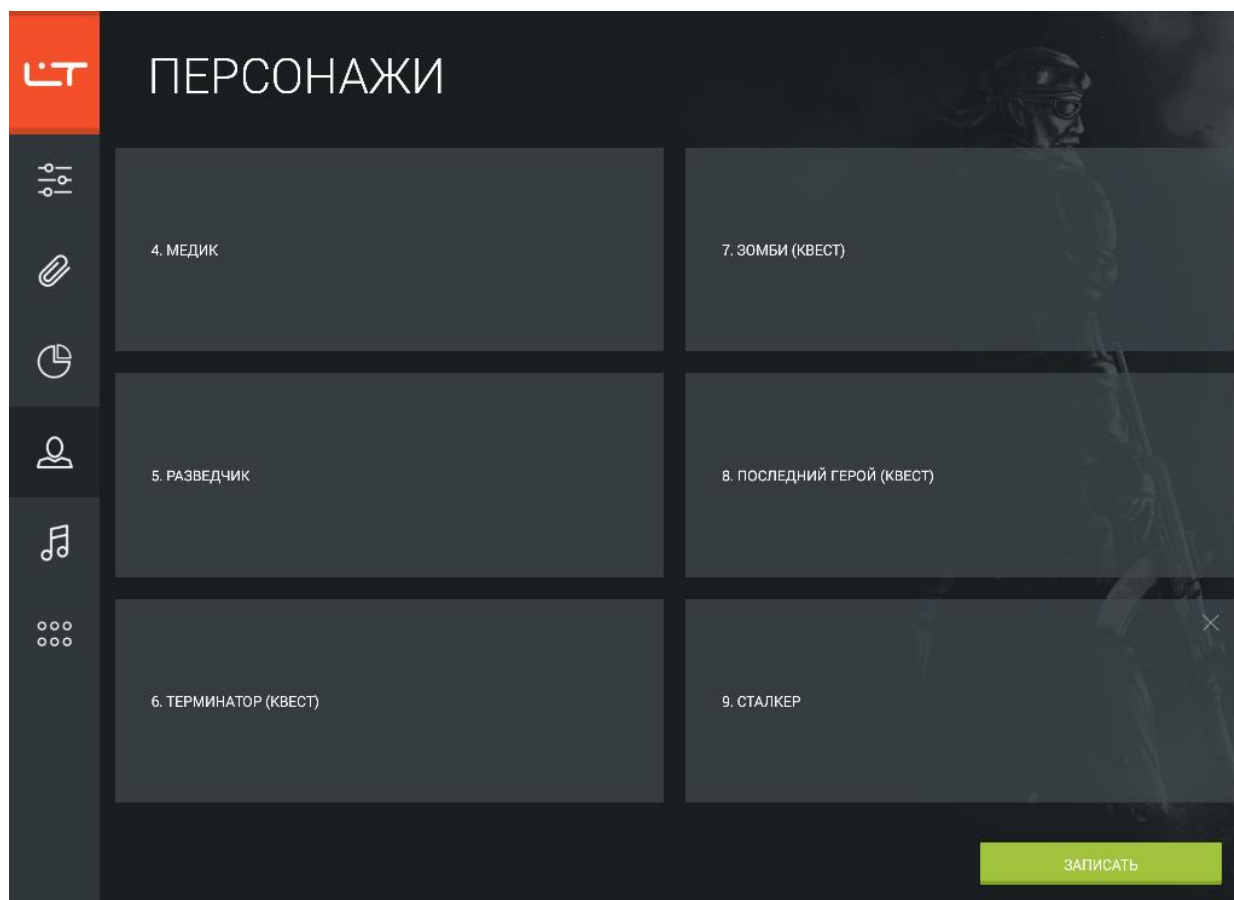 LT
ПЕРСОНАЖИ
4. МЕДИК
7. ЗОМБИ (КВЕСТ)
5. РАЗВЕДЧИК
8. ПОСЛЕДНИЙ ГЕРОЙ (КВЕСТ)
6. ТЕРМИНАТОР (КВЕСТ)
9. СТАЛКЕР
ЗАПИСАТЬ